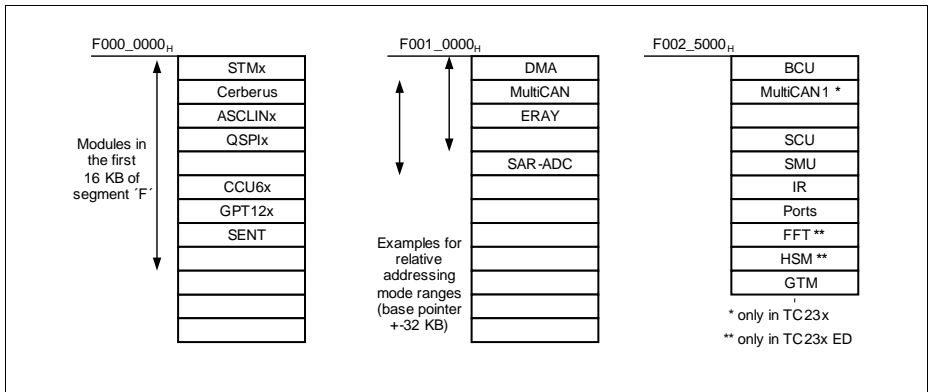 F000_0000H
STMx
Cerberus
ASCLINx
QSPIx
CCU6x
GPT12x
SENT
Modules in
the first
16 KB of
segment ´F´
F001_0000H
DMA
MultiCAN
ERAY
SAR-ADC
Examples for
relative
addressing
mode ranges
(base pointer
+-32 KB)
F002_5000H
BCU
MultiCAN1 *
SCU
SMU
IR
Ports
FFT **
HSM **
GTM
* only in TC23x
** only in TC23x ED